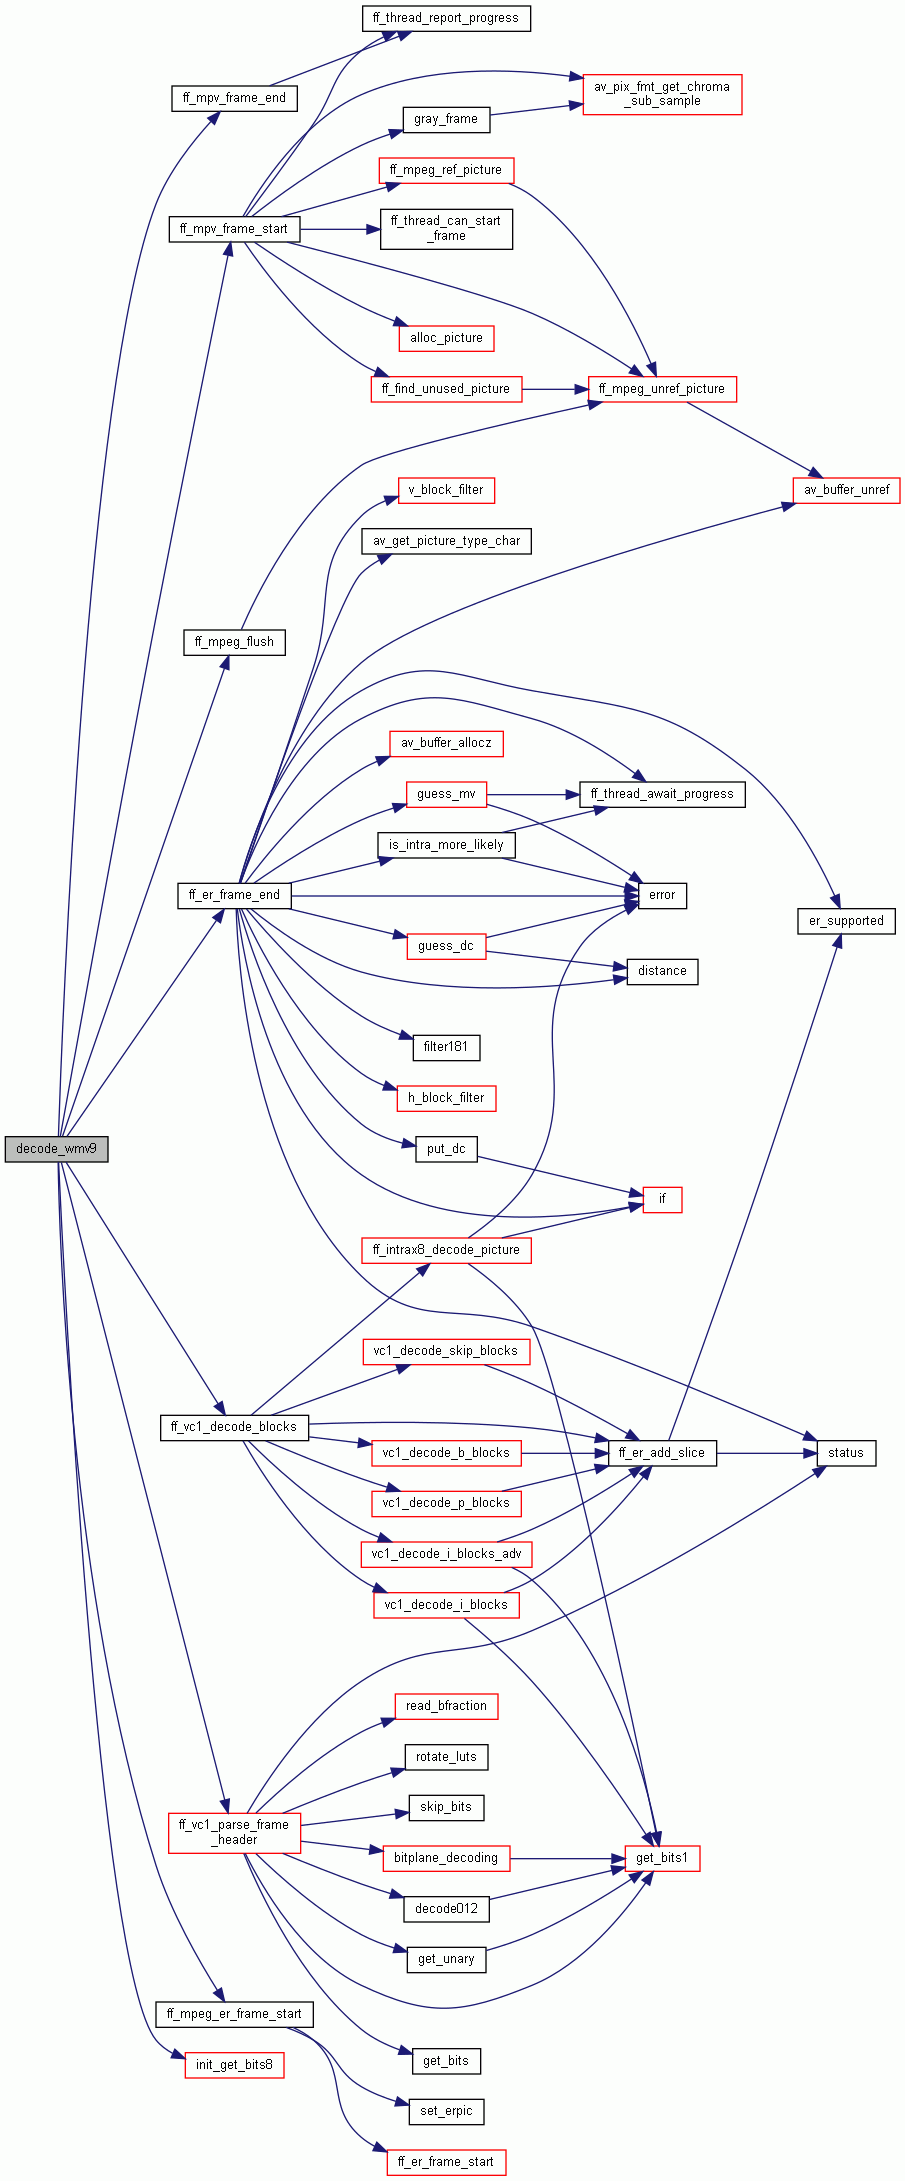 ff_thread_report_progress
av_pix_fmt_get_chroma
_sub_sample
ff_mpv_frame_end
gray_frame
ff_mpeg_ref_picture
ff_mpv_frame_start
ff_thread_can_start
_frame
alloc_picture
ff_find_unused_picture
ff_mpeg_unref_picture
v_block_filter
av_buffer_unref
av_get_picture_type_char
ff_mpeg_flush
av_buffer_allocz
guess_mv
ff_thread_await_progress
is_intra_more_likely
ff_er_frame_end
error
er_supported
guess_dc
distance
filter181
h_block_filter
decode_wmv9
put_dc
if
ff_intrax8_decode_picture
vc1_decode_skip_blocks
ff_vc1_decode_blocks
vc1_decode_b_blocks
ff_er_add_slice
status
vc1_decode_p_blocks
vc1_decode_i_blocks_adv
vc1_decode_i_blocks
read_bfraction
rotate_luts
skip_bits
ff_vc1_parse_frame
_header
bitplane_decoding
get_bits1
decode012
get_unary
ff_mpeg_er_frame_start
get_bits
init_get_bits8
set_erpic
ff_er_frame_start